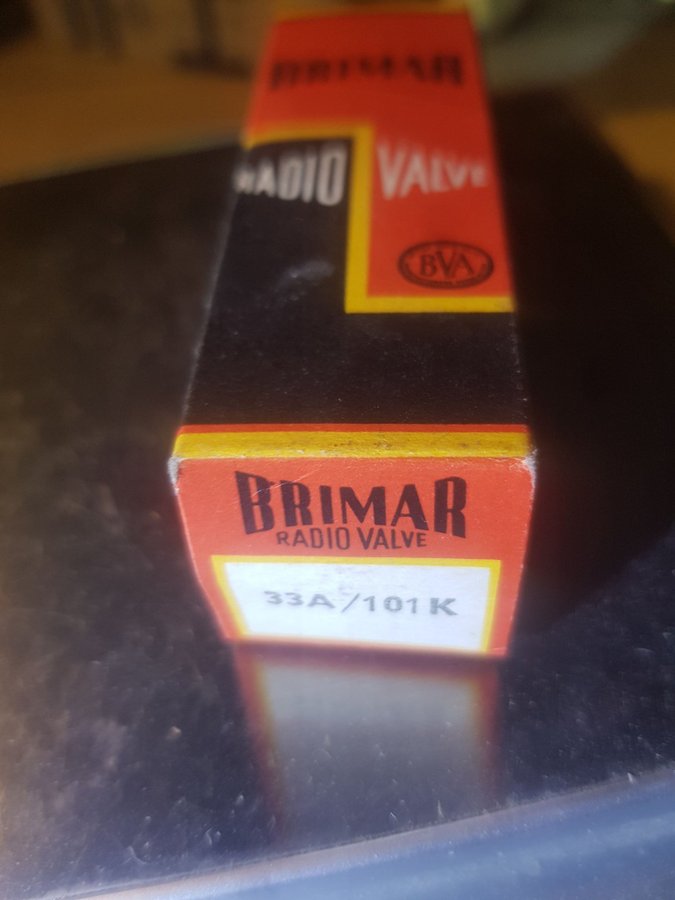 BRIMAR
RADIO VALVE
BVA
BRIMAR
RADIO VALVE
33A/101K